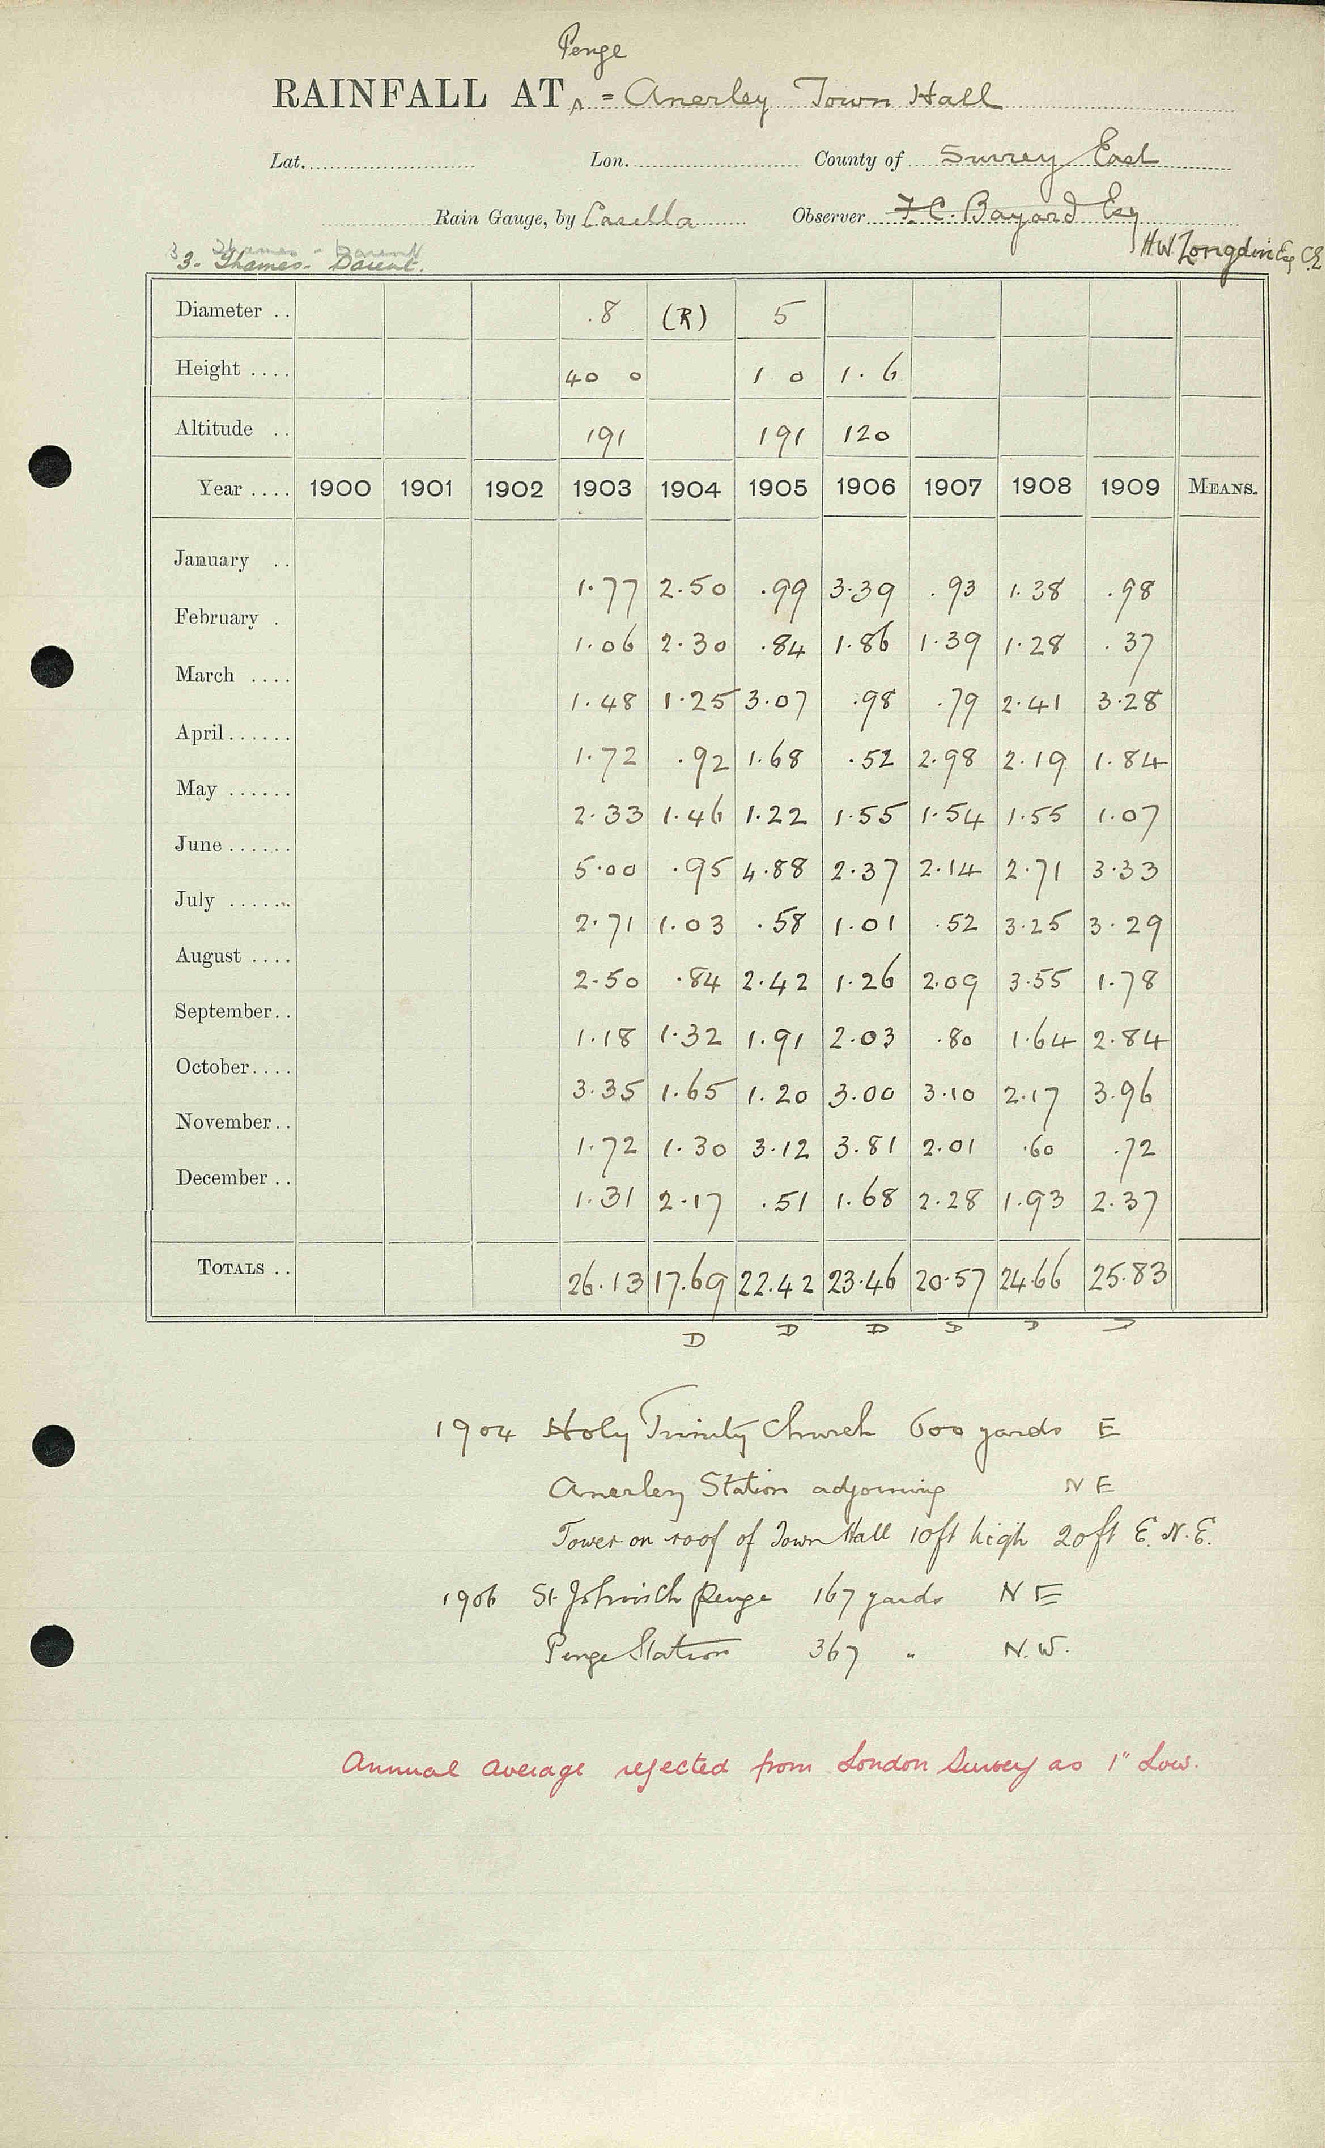 Penge
RAINFALL AT ^ = Anerley Town Hall
Lat. Lon. County of Surrey East
Rain Gauge, by Casella Observer F. C. Bayard Esq
H W Longdin Esq C.E
3. Thames - Darent.
Diameter .. .8 (R) 5
Height .... 40 0 1 0 1. 6
Altitude .. 191 191 120
Year .... 1900 1901 1902 1903 1904 1905 1906 1907 1908 1909 MEANS.
January .. 1.77 2.50 .99 3.39 .93 1.38 .98
February . 1.06 2.30 .84 1.86 1.39 1.28 .37
March .... 1.48 1.25 3.07 .98 .79 2.41 3.28
April...... 1.72 .92 1.68 .52 2.98 2.19 1.84
May ...... 2.33 1.46 1.22 1.55 1.54 1.55 1.07
June ...... 5.00 .95 4.88 2.37 2.14 2.71 3.33
July ...... 2.71 1.03 .58 1.01 .52 3.25 3.29
August .... 2.50 .84 2.42 1.26 2.09 3.55 1.78
September.. 1.18 1.32 1.91 2.03 .80 1.64 2.84
October.... 3.35 1.65 1.20 3.00 3.10 2.17 3.96
November.. 1.72 1.30 3.12 3.81 2.01 .60 .72
December .. 1.31 2.17 .51 1.68 2.28 1.93 2.37
TOTALS .. 26.13 17.69 22.42 23.46 20.57 24.66 25.83
D D D D D D
1904 Holy Trinity Church 600 yards E
Anerley Station adjoining N E
Tower on roof of Town Hall 10ft high 20ft E. N. E.
1906 St John's Ch Penge 167 yards N E
Penge Station 367 " N. W.
Annual average rejected from London Survey as 1" Low.